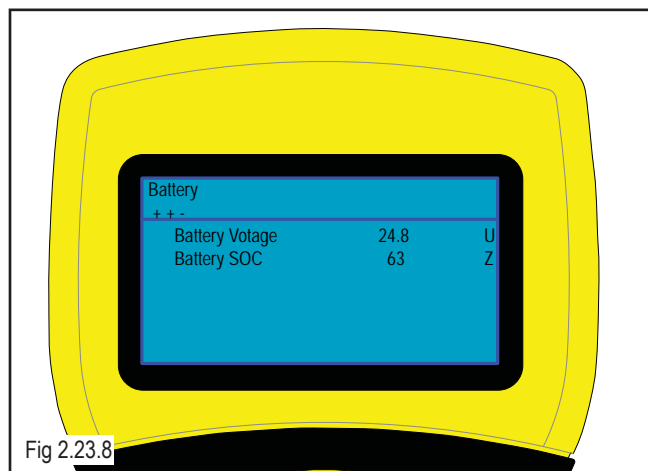 Battery
+ + -
Battery Votage 24.8 U
Battery SOC 63 Z
Fig 2.23.8